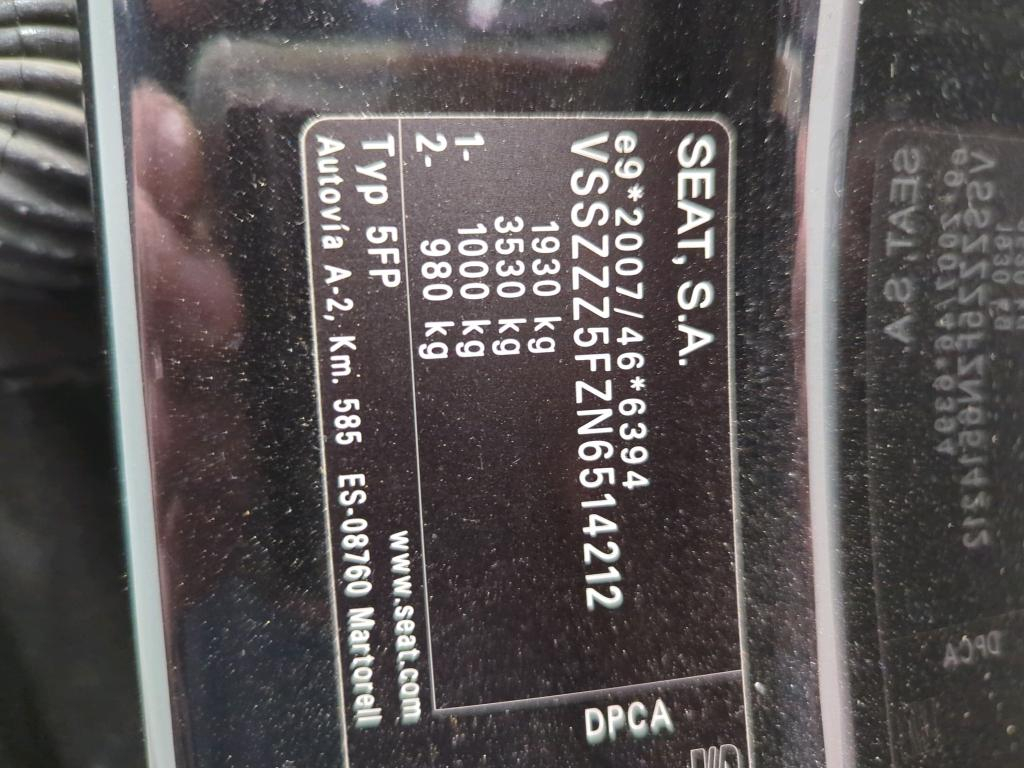 SEAT, S.A.
e9*2007/46*6394
VSSZZZ5FZN6514212
1930 kg
3530 kg
1- 1000 kg
2- 980 kg
Typ 5FP
www.seat.com
Autovía A-2, Km. 585 ES-08760 Martorell
DPCA